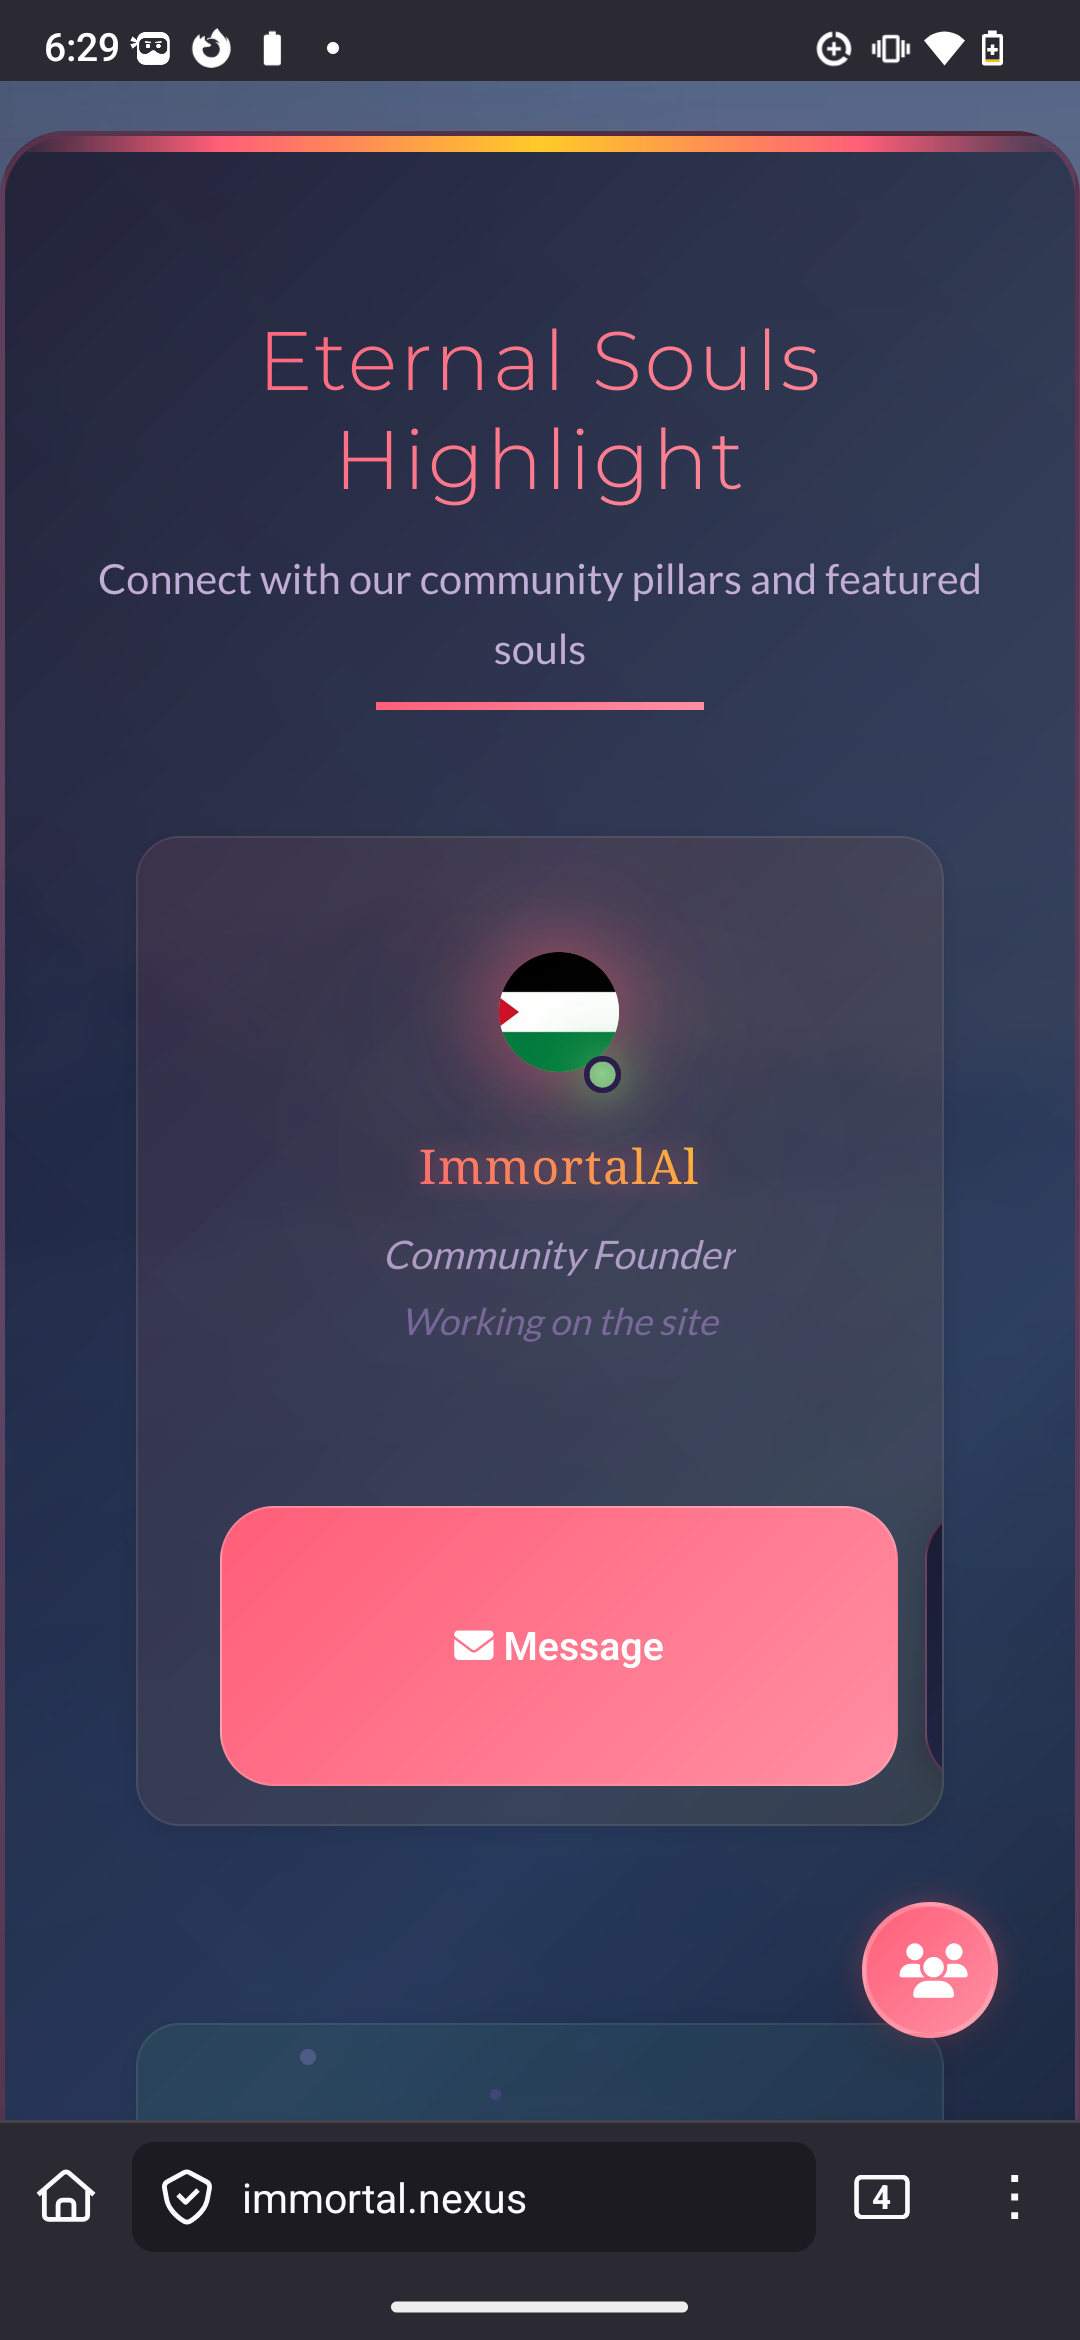 6:29
Eternal Souls
Highlight
Connect with our community pillars and featured
souls
ImmortalAl
Community Founder
Working on the site
Message
immortal.nexus
4